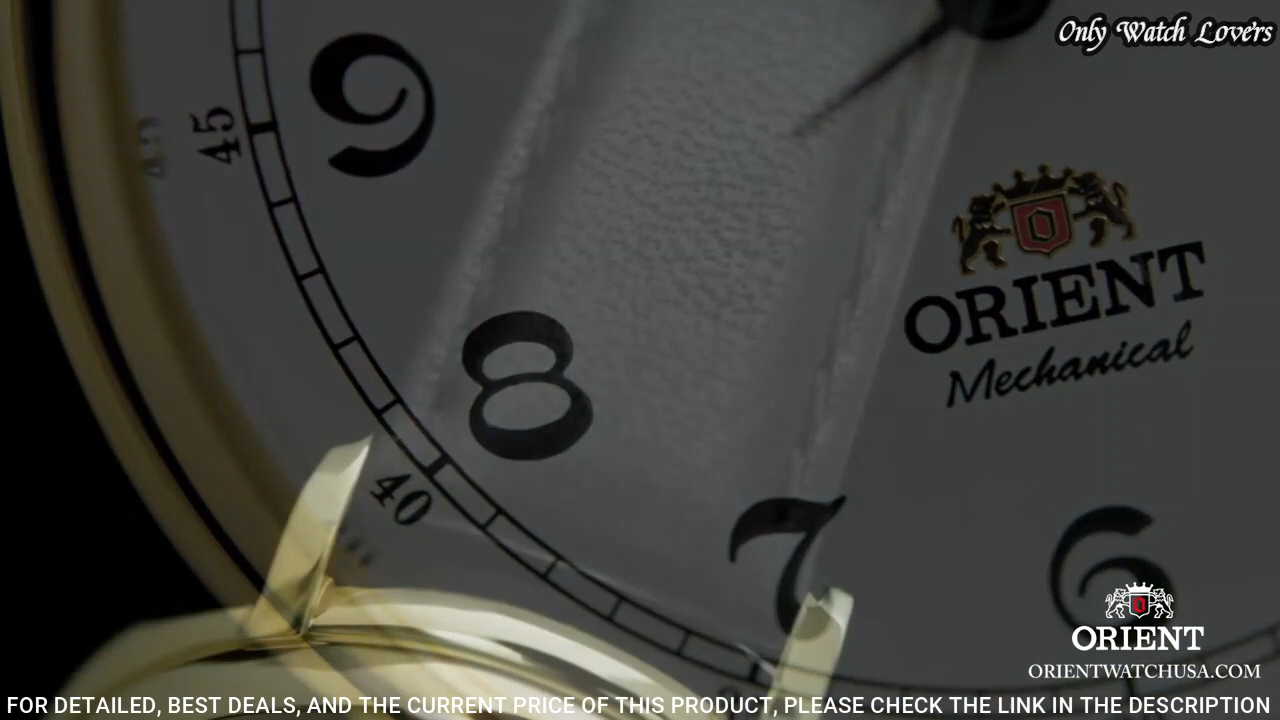 Only Watch Lovers
9
45
8
40
7
6
ORIENT
Mechanical
ORIENT
ORIENTWATCHUSA.COM
FOR DETAILED, BEST DEALS, AND THE CURRENT PRICE OF THIS PRODUCT, PLEASE CHECK THE LINK IN THE DESCRIPTION